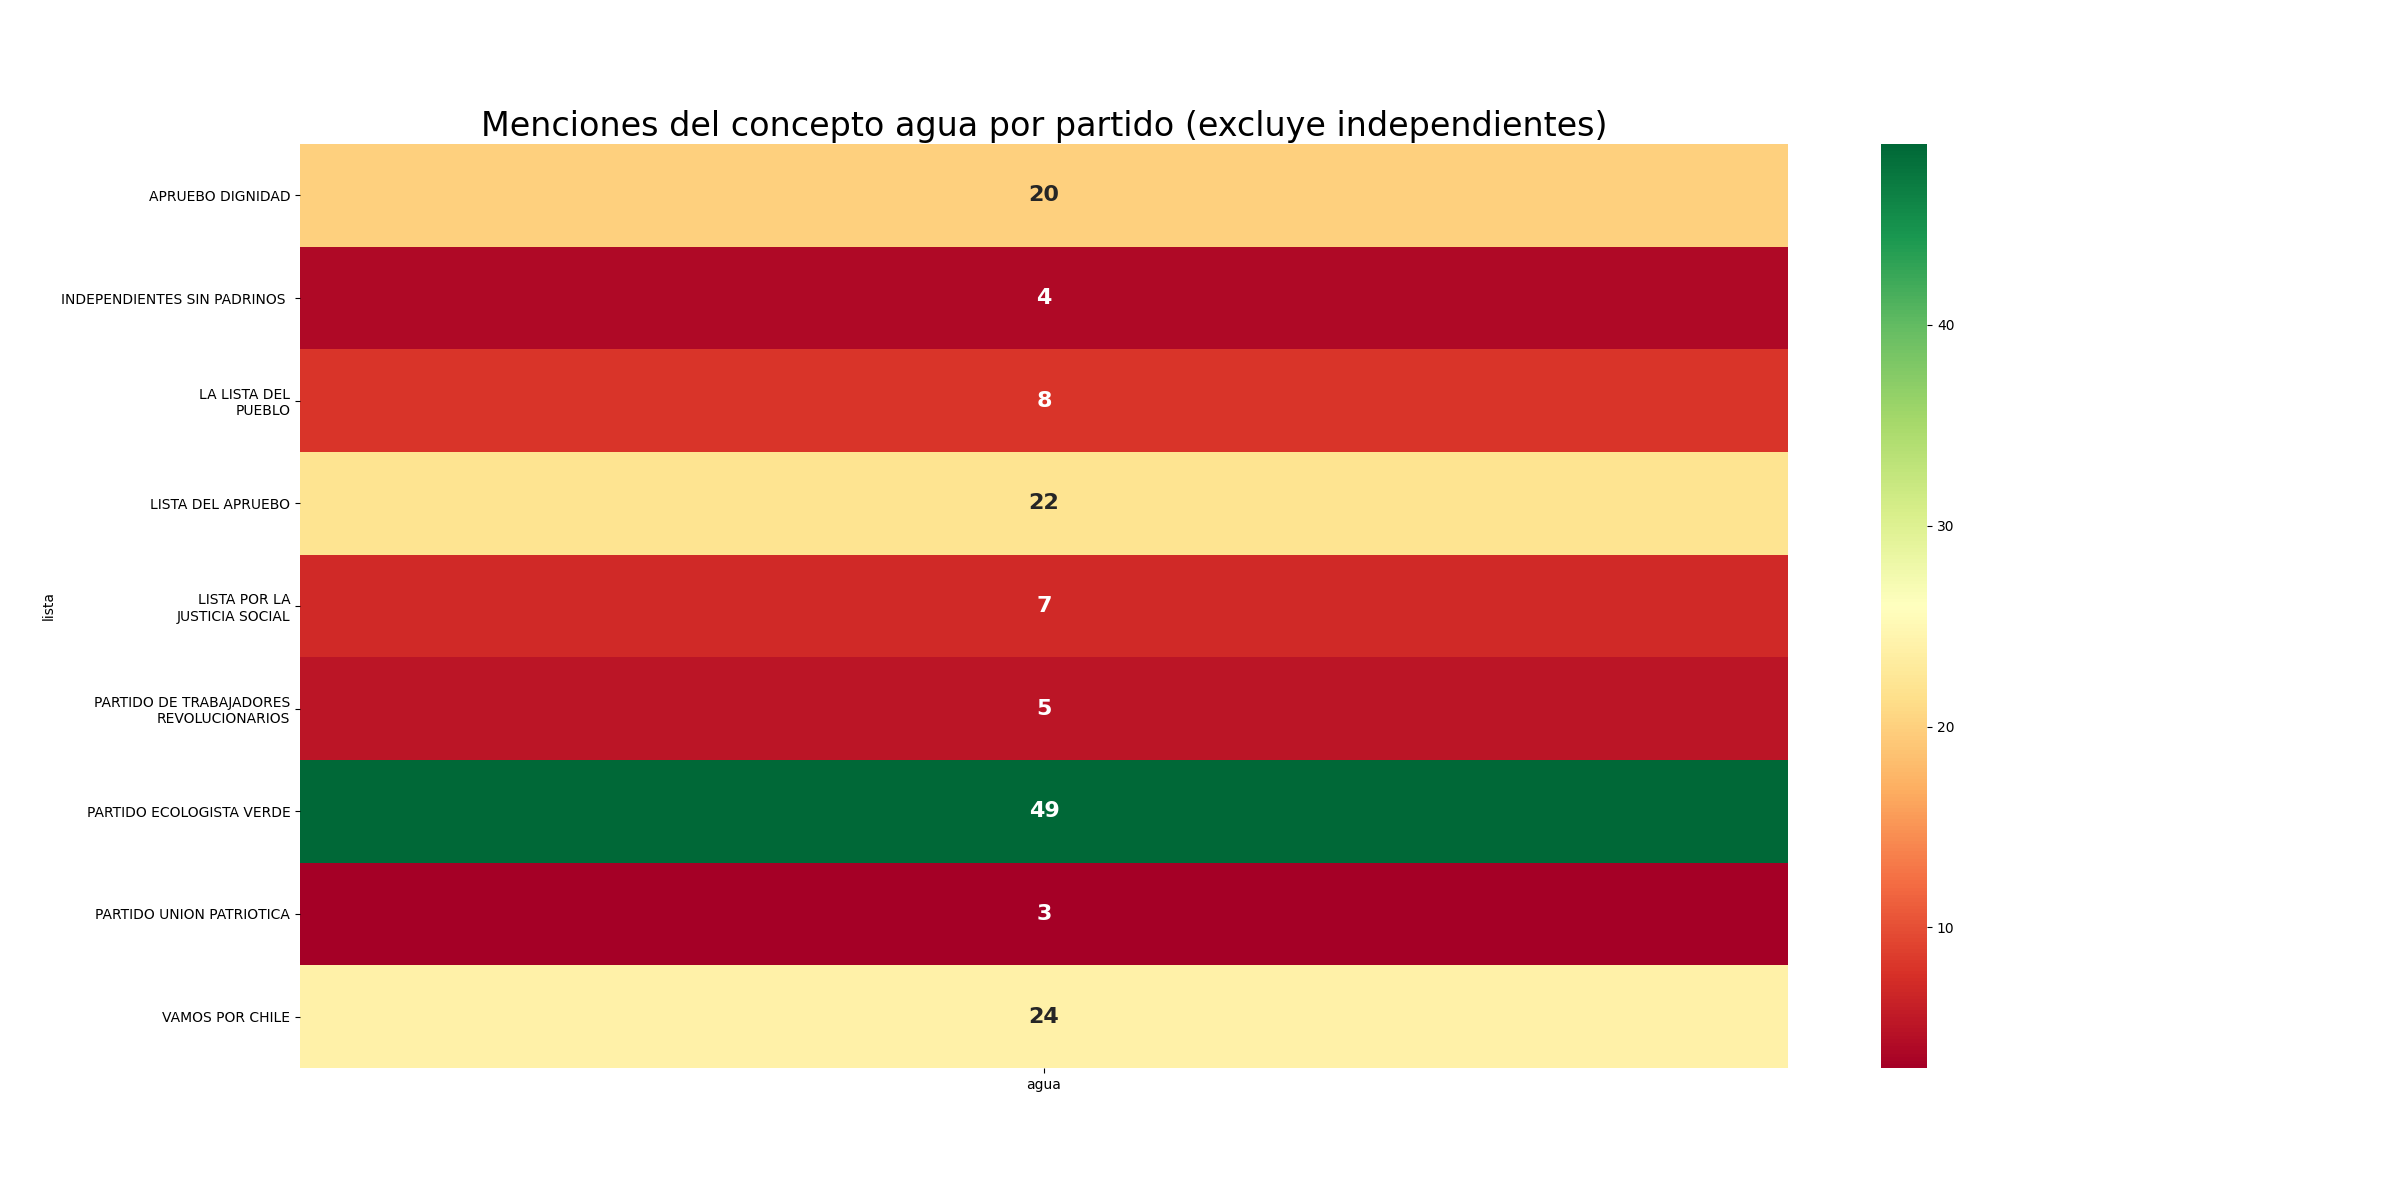 Menciones del concepto agua por partido (excluye independientes)
APRUEBO DIGNIDAD
20
INDEPENDIENTES SIN PADRINOS
4
LA LISTA DEL
PUEBLO
8
LISTA DEL APRUEBO
22
LISTA POR LA
JUSTICIA SOCIAL
7
PARTIDO DE TRABAJADORES
REVOLUCIONARIOS
5
PARTIDO ECOLOGISTA VERDE
49
PARTIDO UNION PATRIOTICA
3
VAMOS POR CHILE
24
lista
agua
40
30
20
10